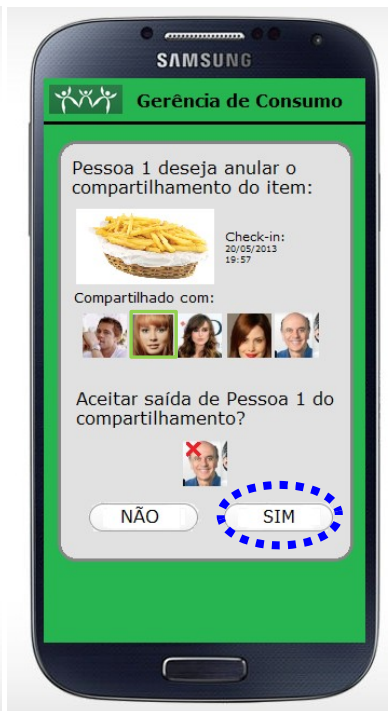 SAMSUNG
Gerência de Consumo
Pessoa 1 deseja anular o
compartilhamento do item:
Check-in:
20/05/2013
19:57
Compartilhado com:
Aceitar saída de Pessoa 1 do
compartilhamento?
NÃO
SIM